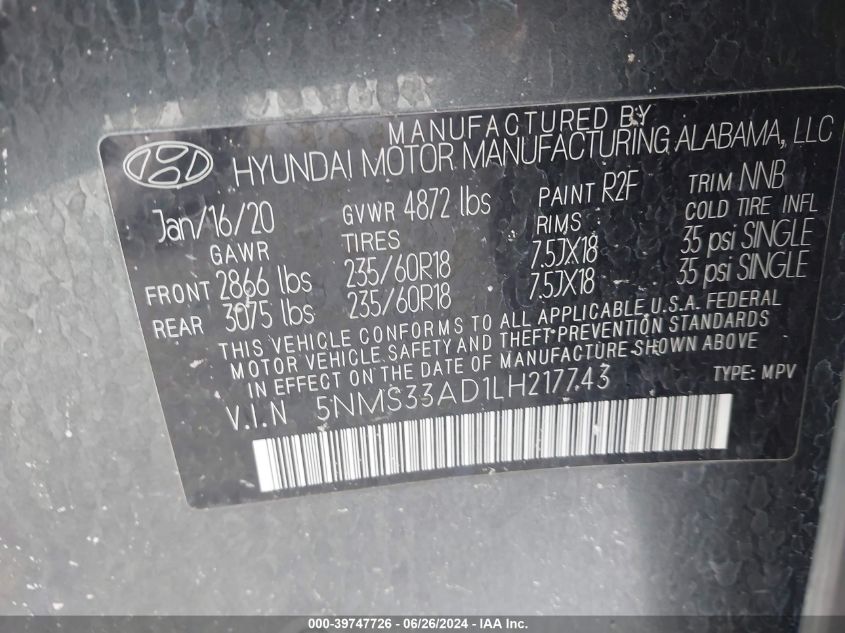 MANUFACTURED BY
HYUNDAI MOTOR MANUFACTURING ALABAMA, LLC
Jan/16/20 GVWR 4872 lbs PAINT R2F TRIM NNB
GAWR TIRES RIMS COLD TIRE INFL
FRONT 2866 lbs 235/60R18 7.5JX18 35 psi SINGLE
REAR 3075 lbs 235/60R18 7.5JX18 35 psi SINGLE
THIS VEHICLE CONFORMS TO ALL APPLICABLE U.S.A. FEDERAL
MOTOR VEHICLE SAFETY AND THEFT PREVENTION STANDARDS
IN EFFECT ON THE DATE OF MANUFACTURE SHOWN ABOVE
V.I.N 5NMS33AD1LH217743 TYPE: MPV
000-39747726 - 06/26/2024 - IAA Inc.